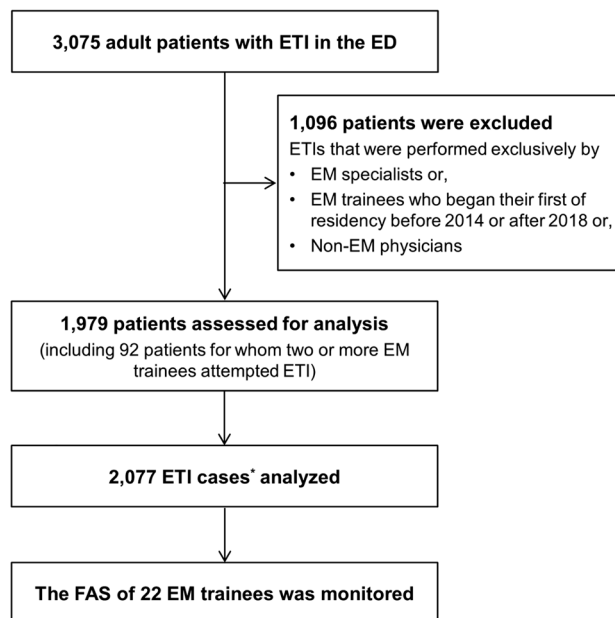 3,075 adult patients with ETI in the ED
1,096 patients were excluded
ETIs that were performed exclusively by
• EM specialists or,
• EM trainees who began their first of
residency before 2014 or after 2018 or,
• Non-EM physicians
1,979 patients assessed for analysis
(including 92 patients for whom two or more EM
trainees attempted ETI)
2,077 ETI cases* analyzed
The FAS of 22 EM trainees was monitored